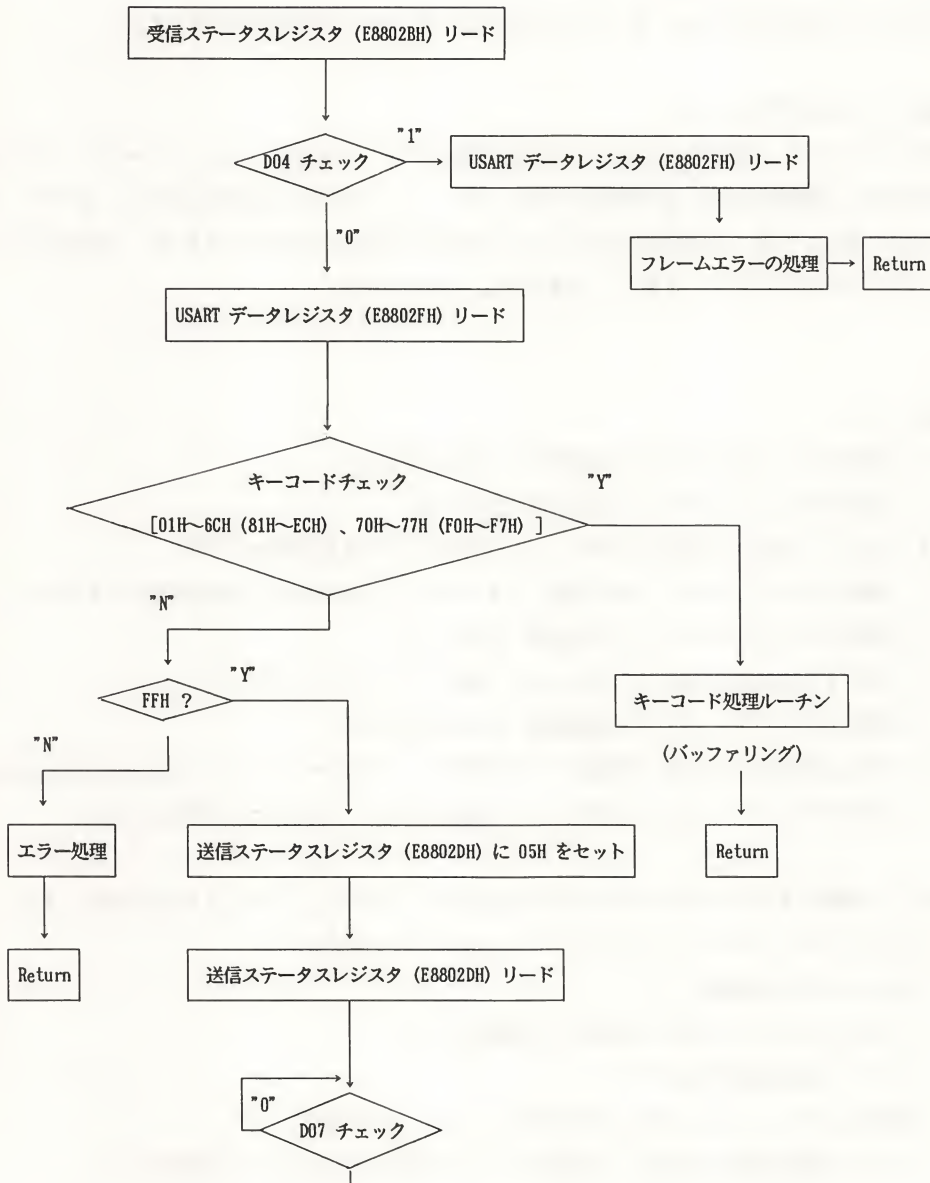 受信ステータスレジスタ (E8802BH) リード
"1"
D04 チェック
USART データレジスタ (E8802FH) リード
"0"
フレームエラーの処理
Return
USART データレジスタ (E8802FH) リード
キーコードチェック
"Y"
[01H～6CH (81H～ECH) 、70H～77H (F0H～F7H) ]
"N"
"Y"
FFH ?
キーコード処理ルーチン
"N"
(バッファリング)
エラー処理
送信ステータスレジスタ (E8802DH) に 05H をセット
Return
Return
送信ステータスレジスタ (E8802DH) リード
"0"
D07 チェック